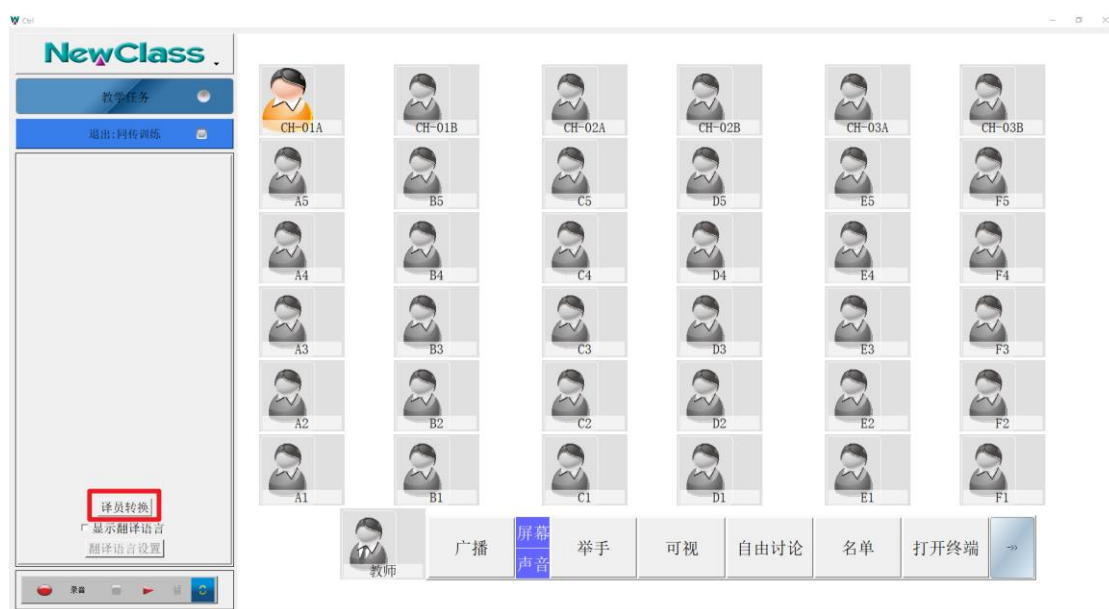 Ctrl
NewClass
教学任务
退出:同传训练
CH-01A CH-01B CH-02A CH-02B CH-03A CH-03B
A5 B5 C5 D5 E5 F5
A4 B4 C4 D4 E4 F4
A3 B3 C3 D3 E3 F3
A2 B2 C2 D2 E2 F2
A1 B1 C1 D1 E1 F1
译员转换
显示翻译语言
翻译语言设置
教师 广播 屏幕 声音 举手 可视 自由讨论 名单 打开终端
录音